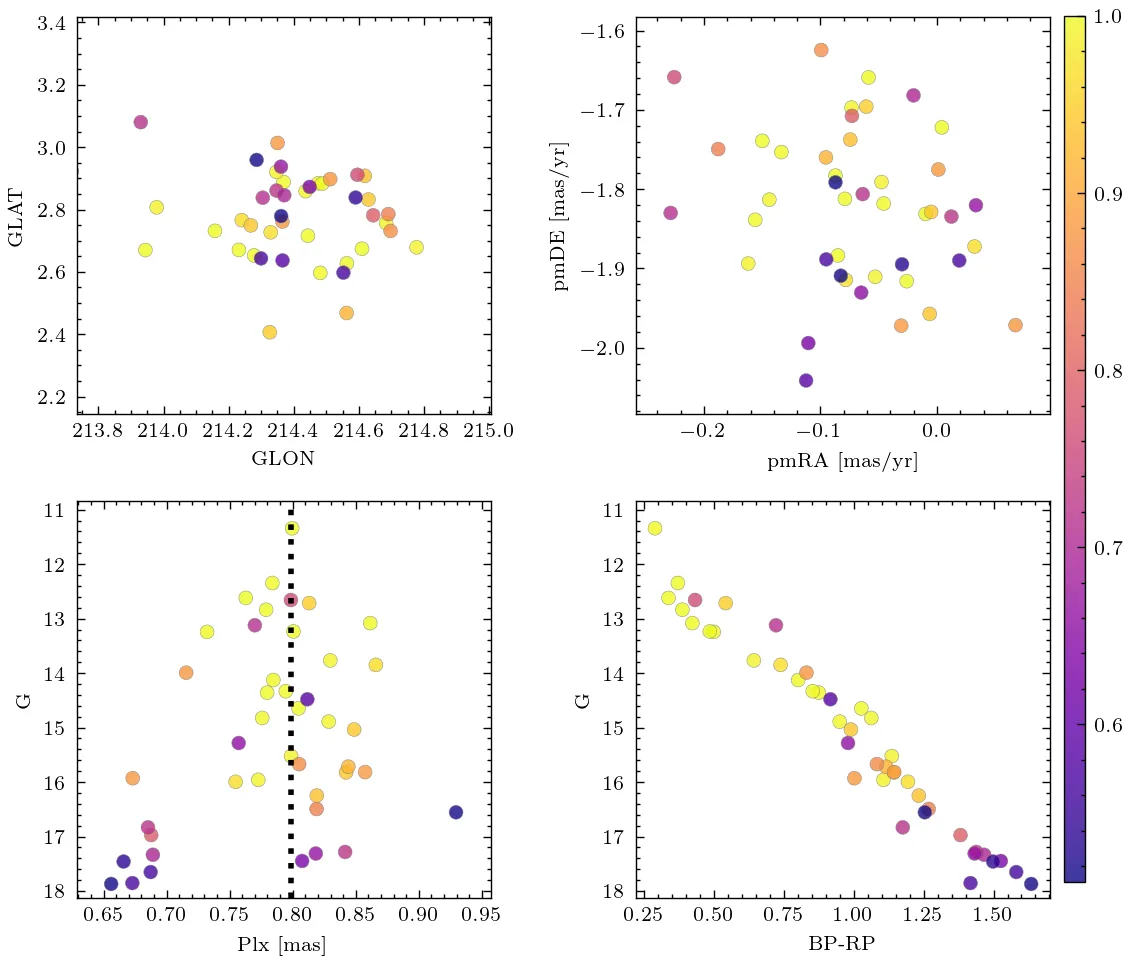 3.4
3.2
3.0
2.8
2.6
2.4
2.2
GLAT
213.8 214.0 214.2 214.4 214.6 214.8 215.0
GLON
−1.6
−1.7
−1.8
−1.9
−2.0
pmDE [mas/yr]
−0.2 −0.1 0.0
pmRA [mas/yr]
1.0
0.9
0.8
0.7
0.6
11
12
13
14
15
16
17
18
G
0.65 0.70 0.75 0.80 0.85 0.90 0.95
Plx [mas]
11
12
13
14
15
16
17
18
G
0.25 0.50 0.75 1.00 1.25 1.50
BP-RP